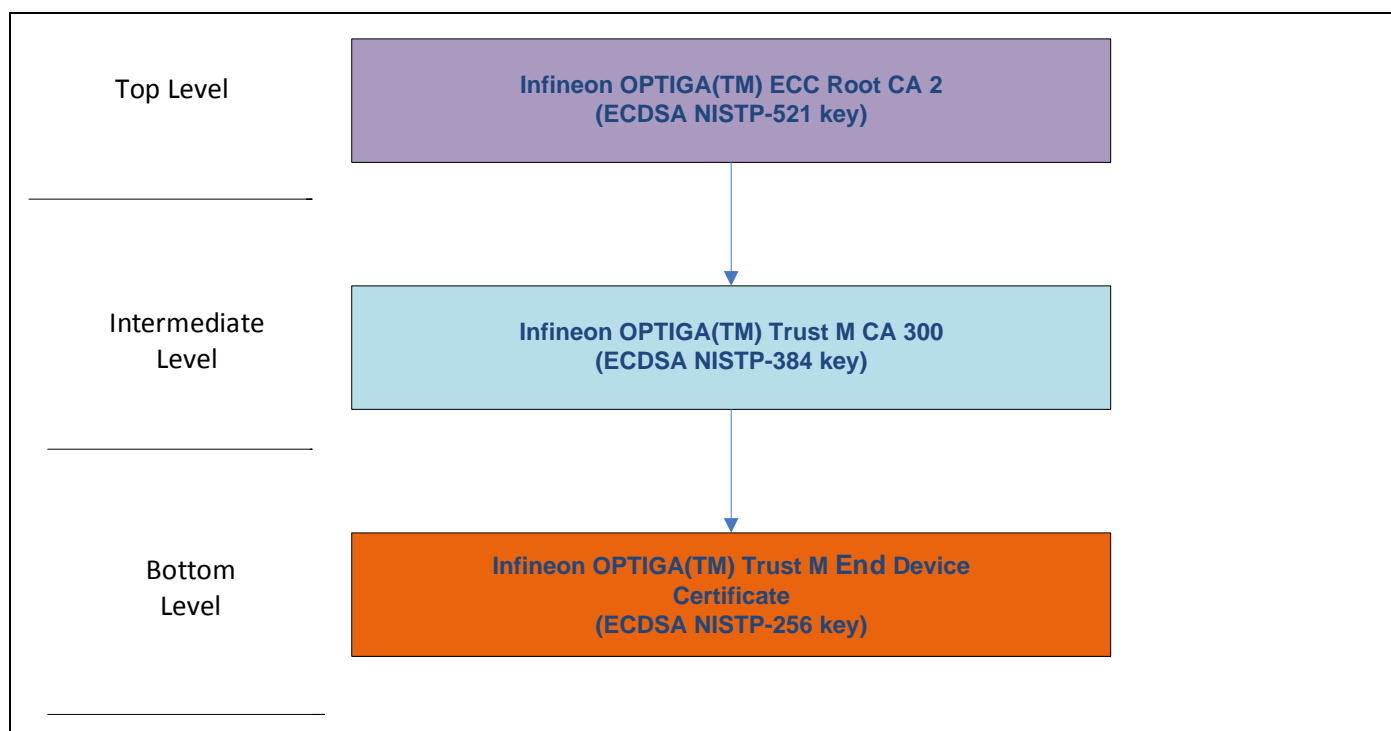 Top Level
Infineon OPTIGA(TM) ECC Root CA 2
(ECDSA NISTP-521 key)
Intermediate
Level
Infineon OPTIGA(TM) Trust M CA 300
(ECDSA NISTP-384 key)
Bottom
Level
Infineon OPTIGA(TM) Trust M End Device
Certificate
(ECDSA NISTP-256 key)